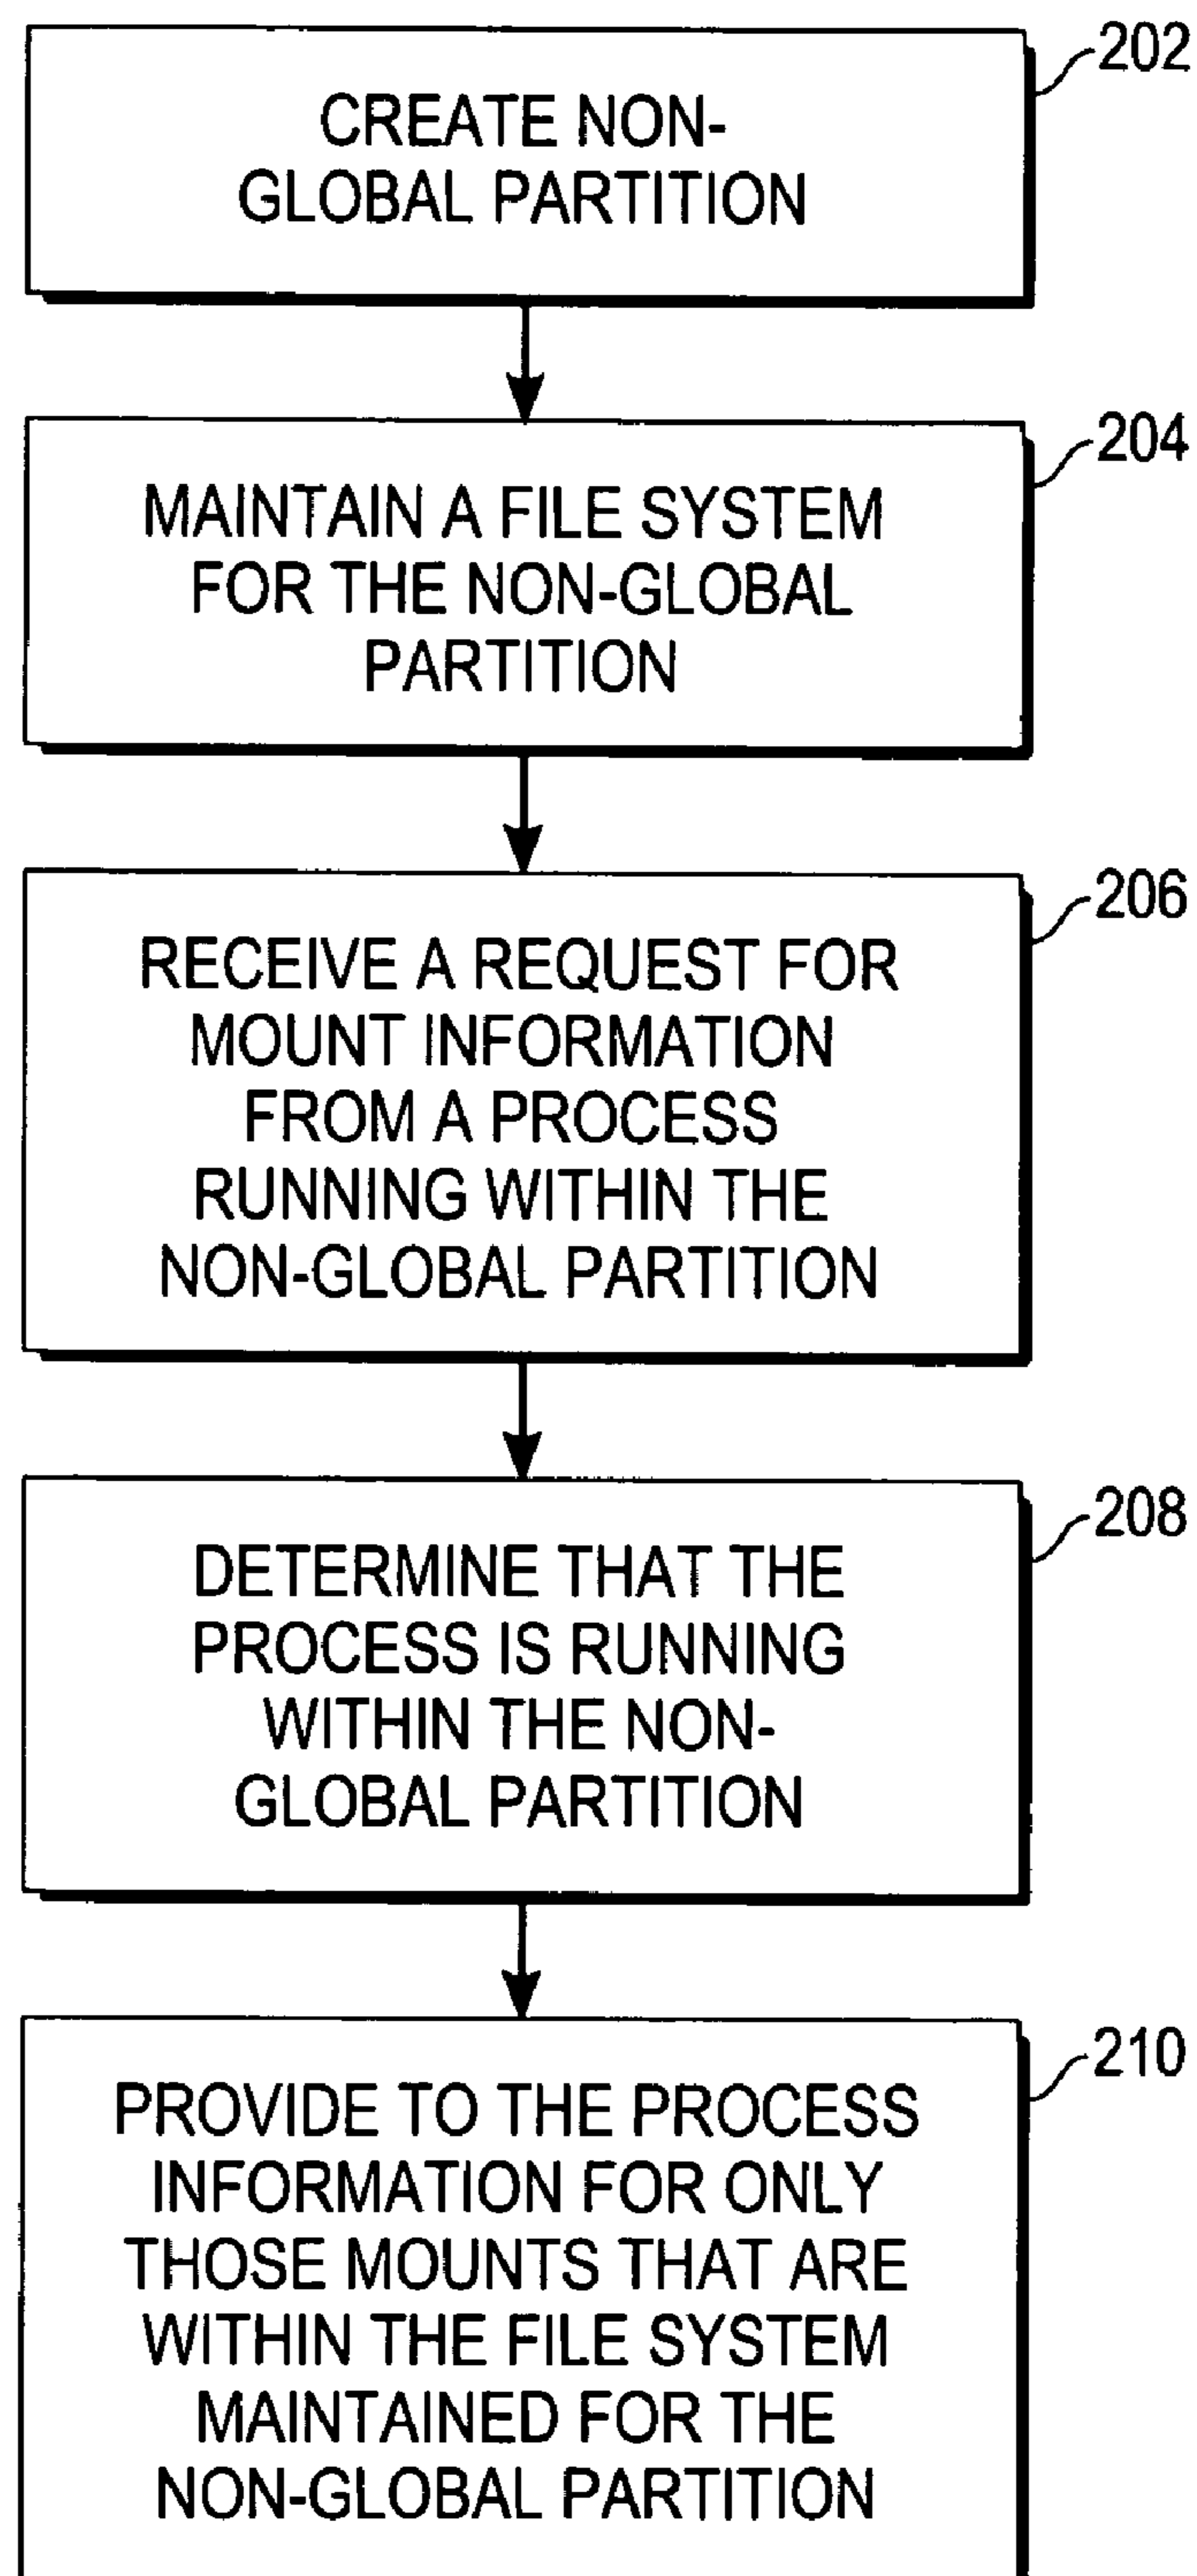 202
CREATE NON-
GLOBAL PARTITION
204
MAINTAIN A FILE SYSTEM
FOR THE NON-GLOBAL
PARTITION
206
RECEIVE A REQUEST FOR
MOUNT INFORMATION
FROM A PROCESS
RUNNING WITHIN THE
NON-GLOBAL PARTITION
208
DETERMINE THAT THE
PROCESS IS RUNNING
WITHIN THE NON-
GLOBAL PARTITION
210
PROVIDE TO THE PROCESS
INFORMATION FOR ONLY
THOSE MOUNTS THAT ARE
WITHIN THE FILE SYSTEM
MAINTAINED FOR THE
NON-GLOBAL PARTITION